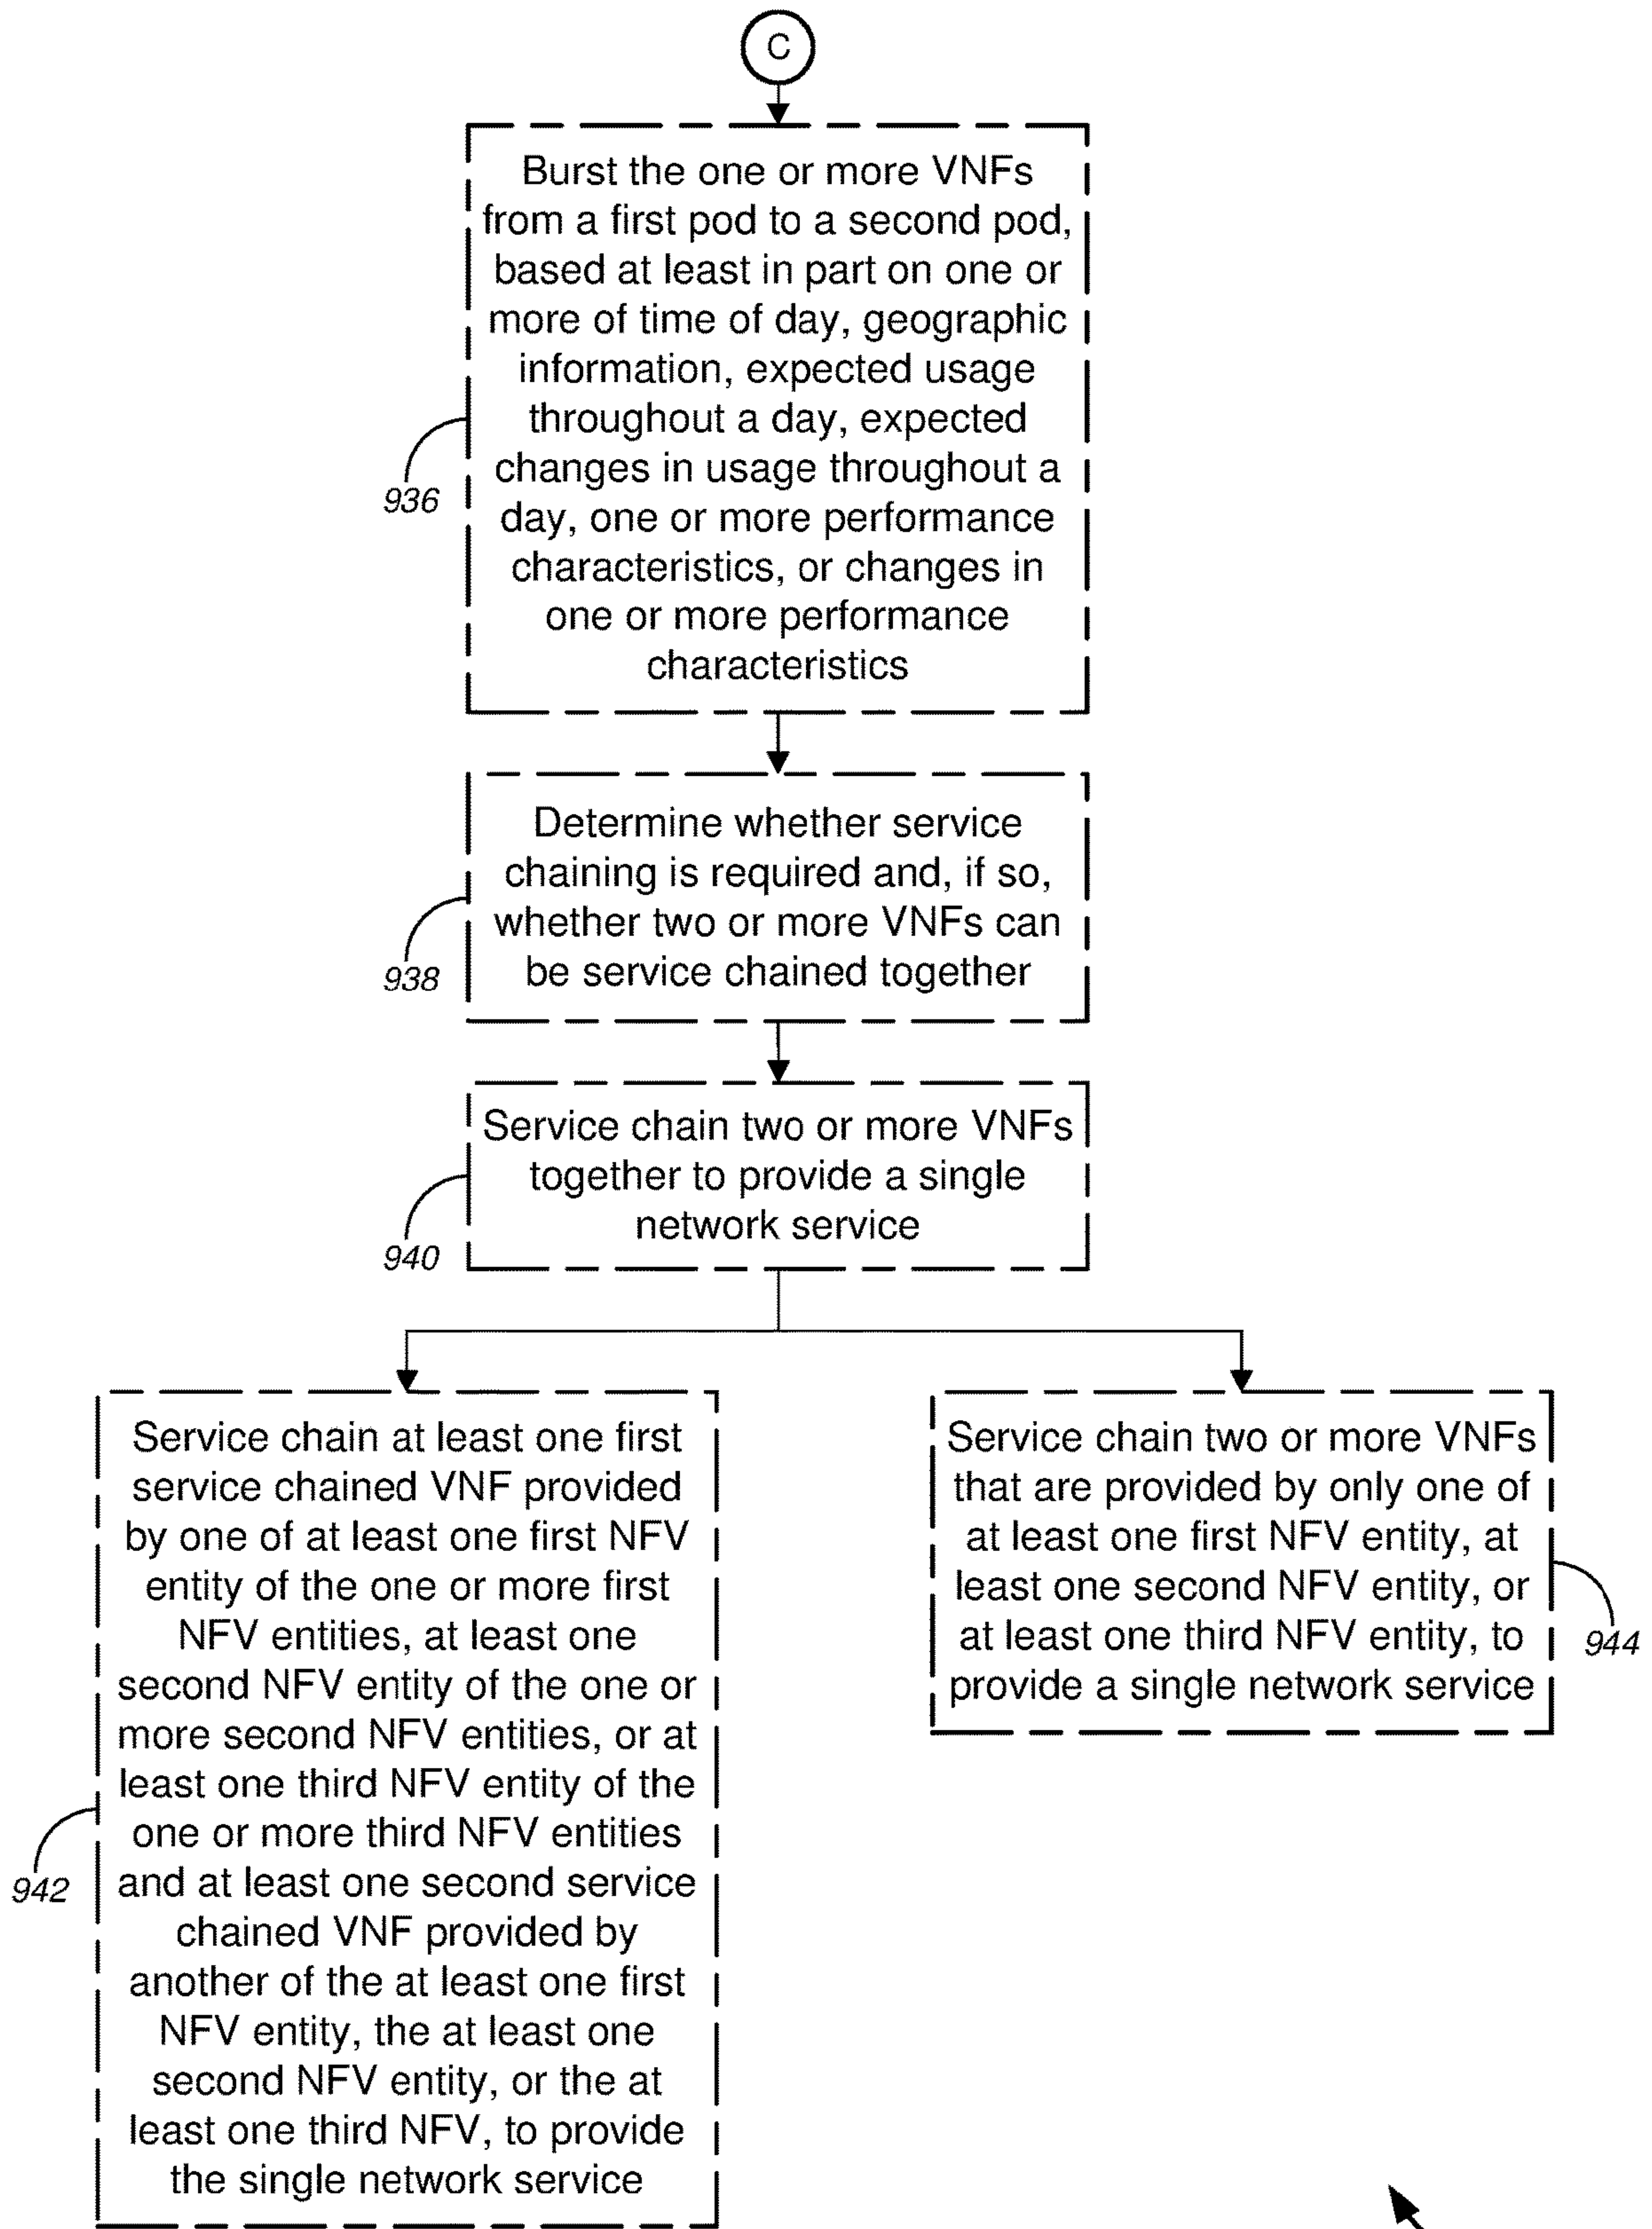 C
Burst the one or more VNFs
from a first pod to a second pod,
based at least in part on one or
more of time of day, geographic
information, expected usage
throughout a day, expected
changes in usage throughout a
day, one or more performance
characteristics, or changes in
one or more performance
characteristics
936
Determine whether service
chaining is required and, if so,
whether two or more VNFs can
be service chained together
938
Service chain two or more VNFs
together to provide a single
network service
940
Service chain at least one first
service chained VNF provided
by one of at least one first NFV
entity of the one or more first
NFV entities, at least one
second NFV entity of the one or
more second NFV entities, or at
least one third NFV entity of the
one or more third NFV entities
and at least one second service
chained VNF provided by
another of the at least one first
NFV entity, the at least one
second NFV entity, or the at
least one third NFV, to provide
the single network service
942
Service chain two or more VNFs
that are provided by only one of
at least one first NFV entity, at
least one second NFV entity, or
at least one third NFV entity, to
provide a single network service
944